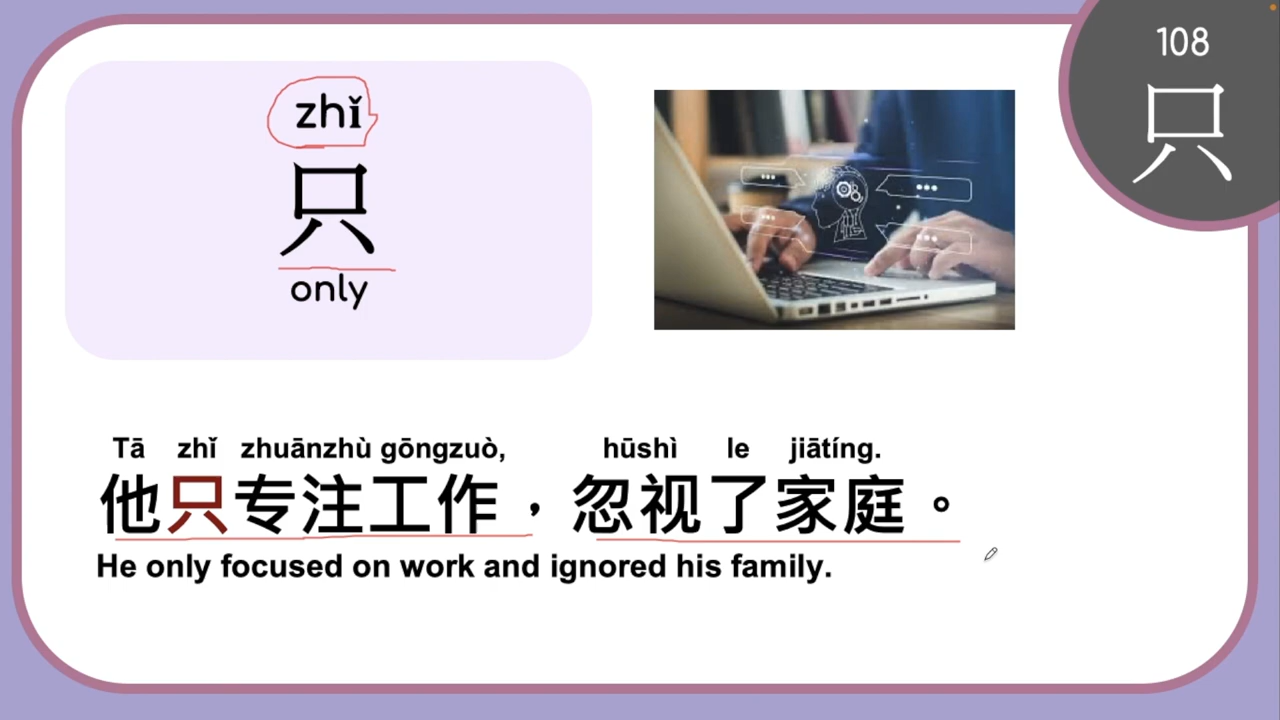 108
只
zhǐ
只
only
Tā zhǐ zhuānzhù gōngzuò, hūshì le jiātíng.
他只专注工作，忽视了家庭。
He only focused on work and ignored his family.